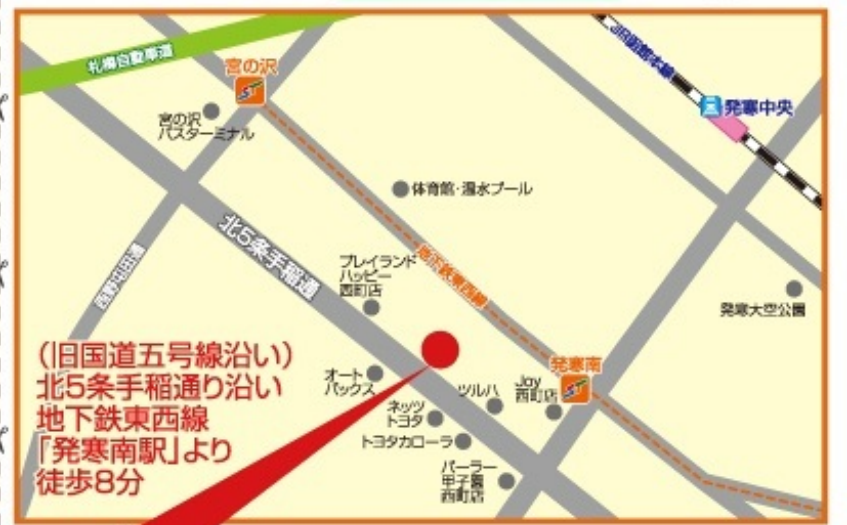 札樽自動車道
宮の沢
宮の沢
バスターミナル
JR函館本線
発寒中央
体育館・温水プール
北5条手稲通
地下鉄東西線
プレイランド
ハッピー
西町店
発寒大空公園
(旧国道五号線沿い)
北5条手稲通り沿い
地下鉄東西線
「発寒南駅」より
徒歩8分
オート
バックス
ネッツ
トヨタ
ツルハ
Joy
西町店
発寒南
トヨタカローラ
パーラー
甲子園
西町店